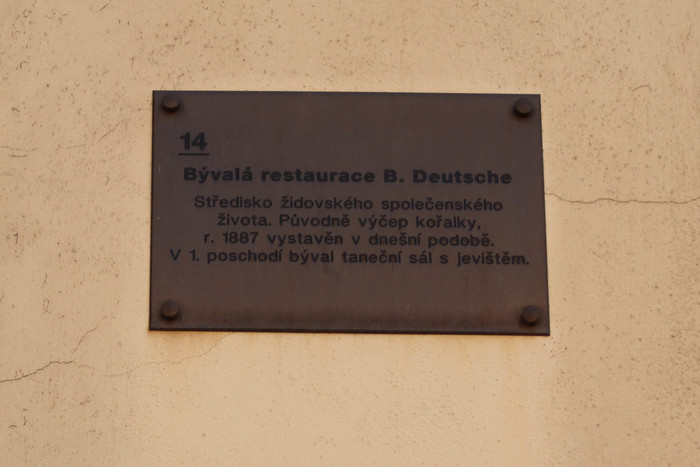 14
Bývalá restaurace B. Deutsche
Středisko židovského společenského
života. Původně výčep kořalky,
r. 1887 vystavěn v dnešní podobě.
V 1. poschodí býval taneční sál s jevištěm.